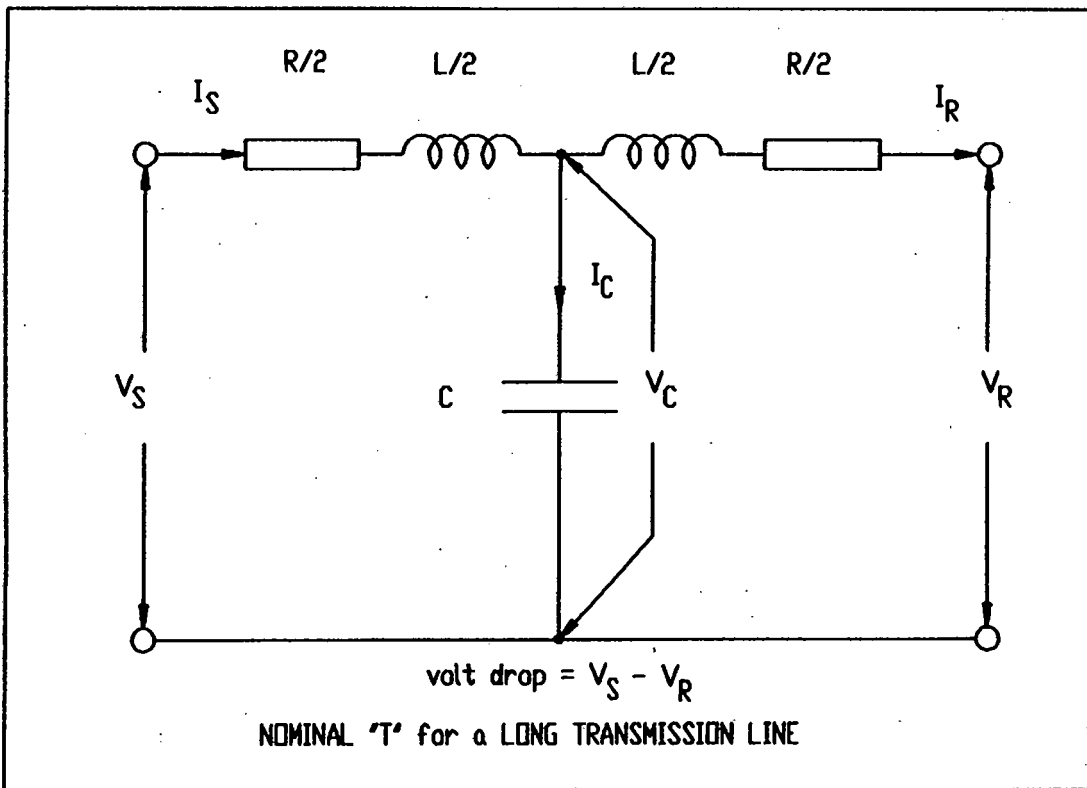 R/2 L/2 L/2 R/2
I_S I_R
I_C
V_S C V_C V_R
volt drop = V_S - V_R
NOMINAL "T" for a LONG TRANSMISSION LINE